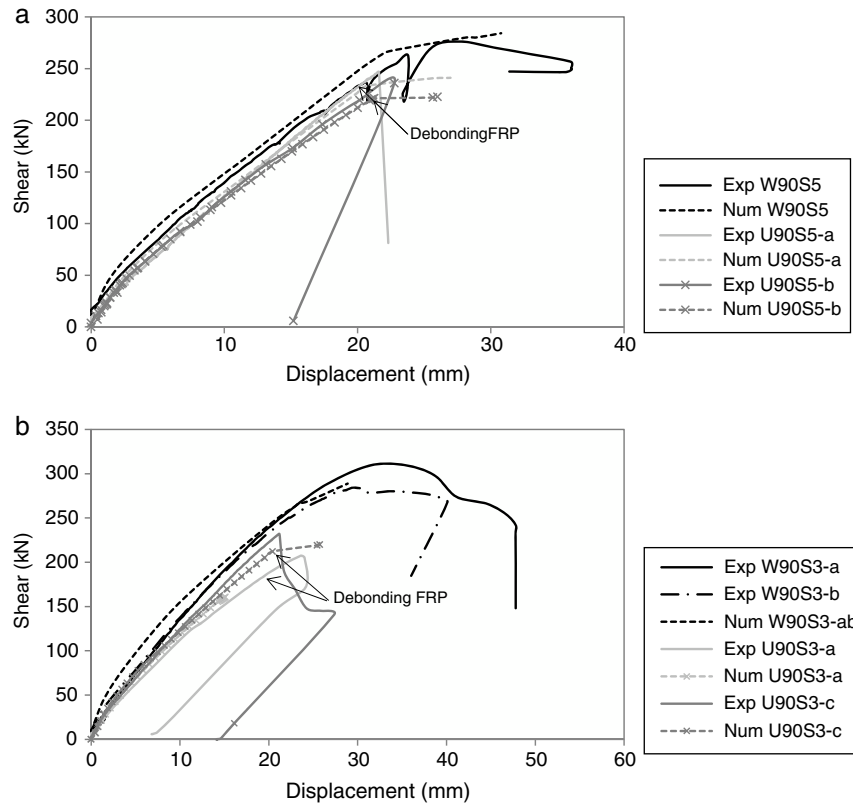 a
300
250
200
150
100
50
0
Shear (kN)
DebondingFRP
0 10 20 30 40
Displacement (mm)
Exp W90S5
Num W90S5
Exp U90S5-a
Num U90S5-a
Exp U90S5-b
Num U90S5-b
b
350
300
250
200
150
100
50
0
Shear (kN)
Debonding FRP
0 10 20 30 40 50 60
Displacement (mm)
Exp W90S3-a
Exp W90S3-b
Num W90S3-ab
Exp U90S3-a
Num U90S3-a
Exp U90S3-c
Num U90S3-c